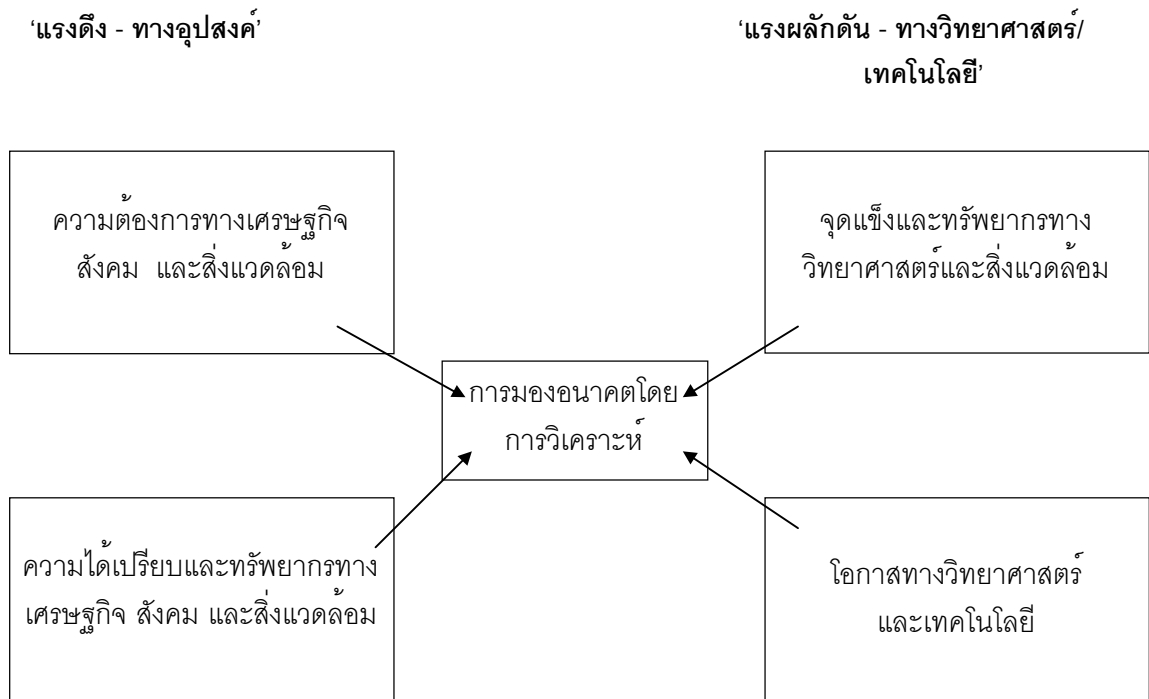 ‘แรงดึง - ทางอุปสงค์’
‘แรงผลักดัน - ทางวิทยาศาสตร์/
เทคโนโลยี’
ความต้องการทางเศรษฐกิจ
สังคม และสิ่งแวดล้อม
จุดแข็งและทรัพยากรทาง
วิทยาศาสตร์และสิ่งแวดล้อม
การมองอนาคตโดย
การวิเคราะห์
ความได้เปรียบและทรัพยากรทาง
เศรษฐกิจ สังคม และสิ่งแวดล้อม
โอกาสทางวิทยาศาสตร์
และเทคโนโลยี